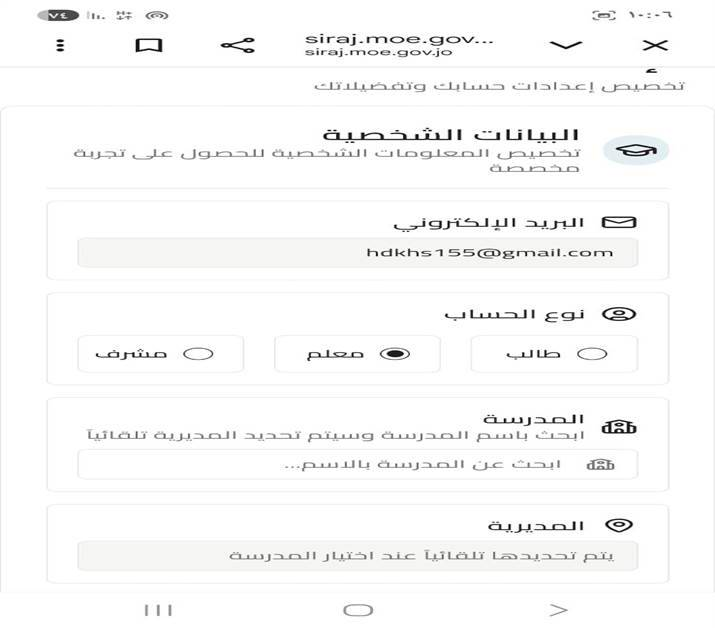 ٧٤
١٠:٠٦
siraj.moe.gov...
siraj.moe.gov.jo
تخصيص إعدادات حسابك وتفضيلاتك
البيانات الشخصية
تخصيص المعلومات الشخصية للحصول على تجربة
مخصصة
البريد الإلكتروني
hdkhs155@gmail.com
نوع الحساب
طالب
معلم
مشرف
المدرسة
ابحث باسم المدرسة وسيتم تحديد المديرية تلقائياً
ابحث عن المدرسة بالاسم...
المديرية
يتم تحديدها تلقائياً عند اختيار المدرسة